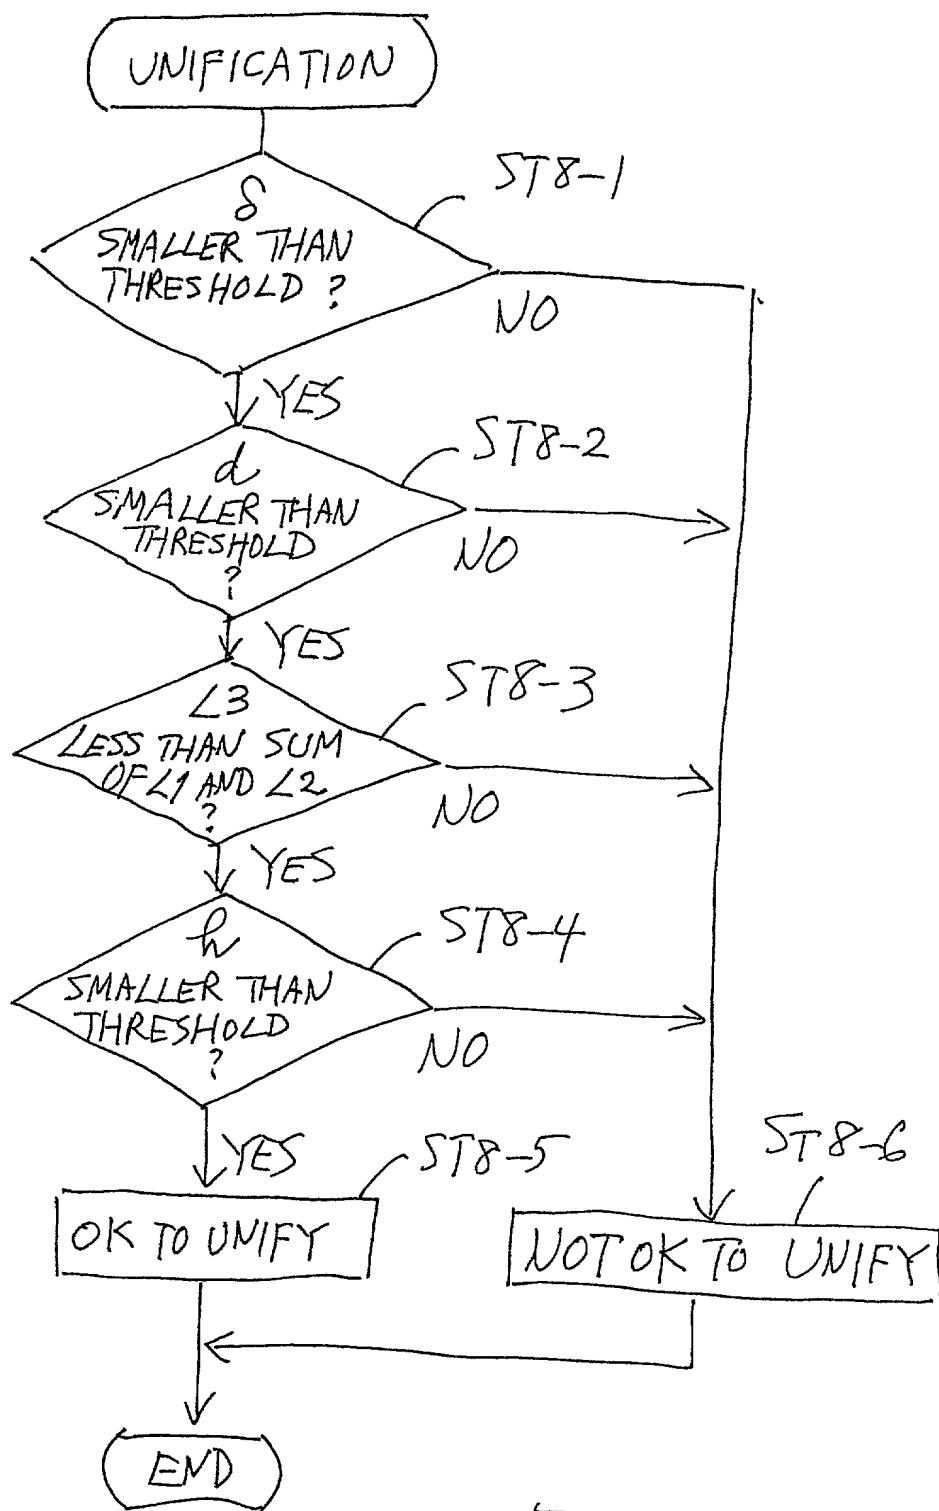 UNIFICATION
ST8-1
δ
SMALLER THAN
THRESHOLD ?
NO
YES
ST8-2
d
SMALLER THAN
THRESHOLD
?
NO
YES
ST8-3
L3
LESS THAN SUM
OF L1 AND L2
?
NO
YES
ST8-4
h
SMALLER THAN
THRESHOLD
?
NO
YES
ST8-5
ST8-6
OK TO UNIFY
NOT OK TO UNIFY
END